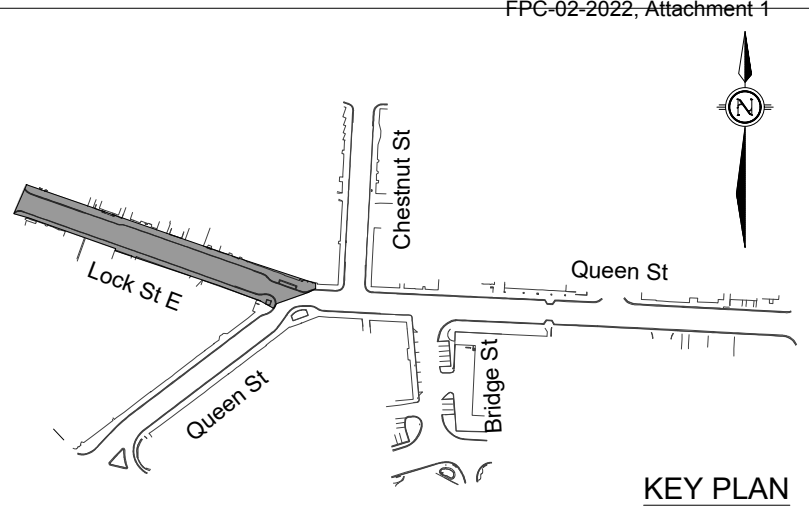 FPC-02-2022, Attachment 1
N
Chestnut St
Queen St
Lock St E
Bridge St
Queen St
KEY PLAN